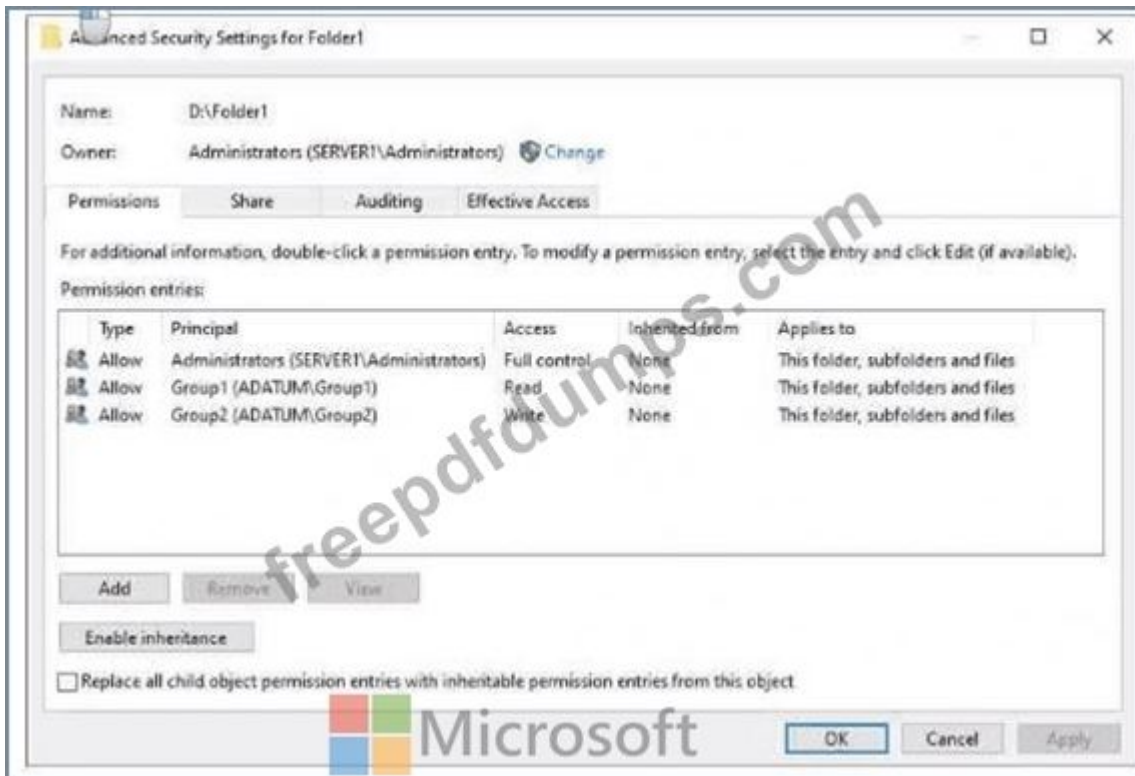 Advanced Security Settings for Folder1
Name: D:\Folder1
Owner: Administrators (SERVER1\Administrators) Change
Permissions Share Auditing Effective Access
For additional information, double-click a permission entry. To modify a permission entry, select the entry and click Edit (if available).
Permission entries:
Type Principal Access Inherited from Applies to
Allow Administrators (SERVER1\Administrators) Full control None This folder, subfolders and files
Allow Group1 (ADATUM\Group1) Read None This folder, subfolders and files
Allow Group2 (ADATUM\Group2) Write None This folder, subfolders and files
freepdfdumps.com
Add Remove View
Enable inheritance
Replace all child object permission entries with inheritable permission entries from this object
Microsoft
OK Cancel Apply